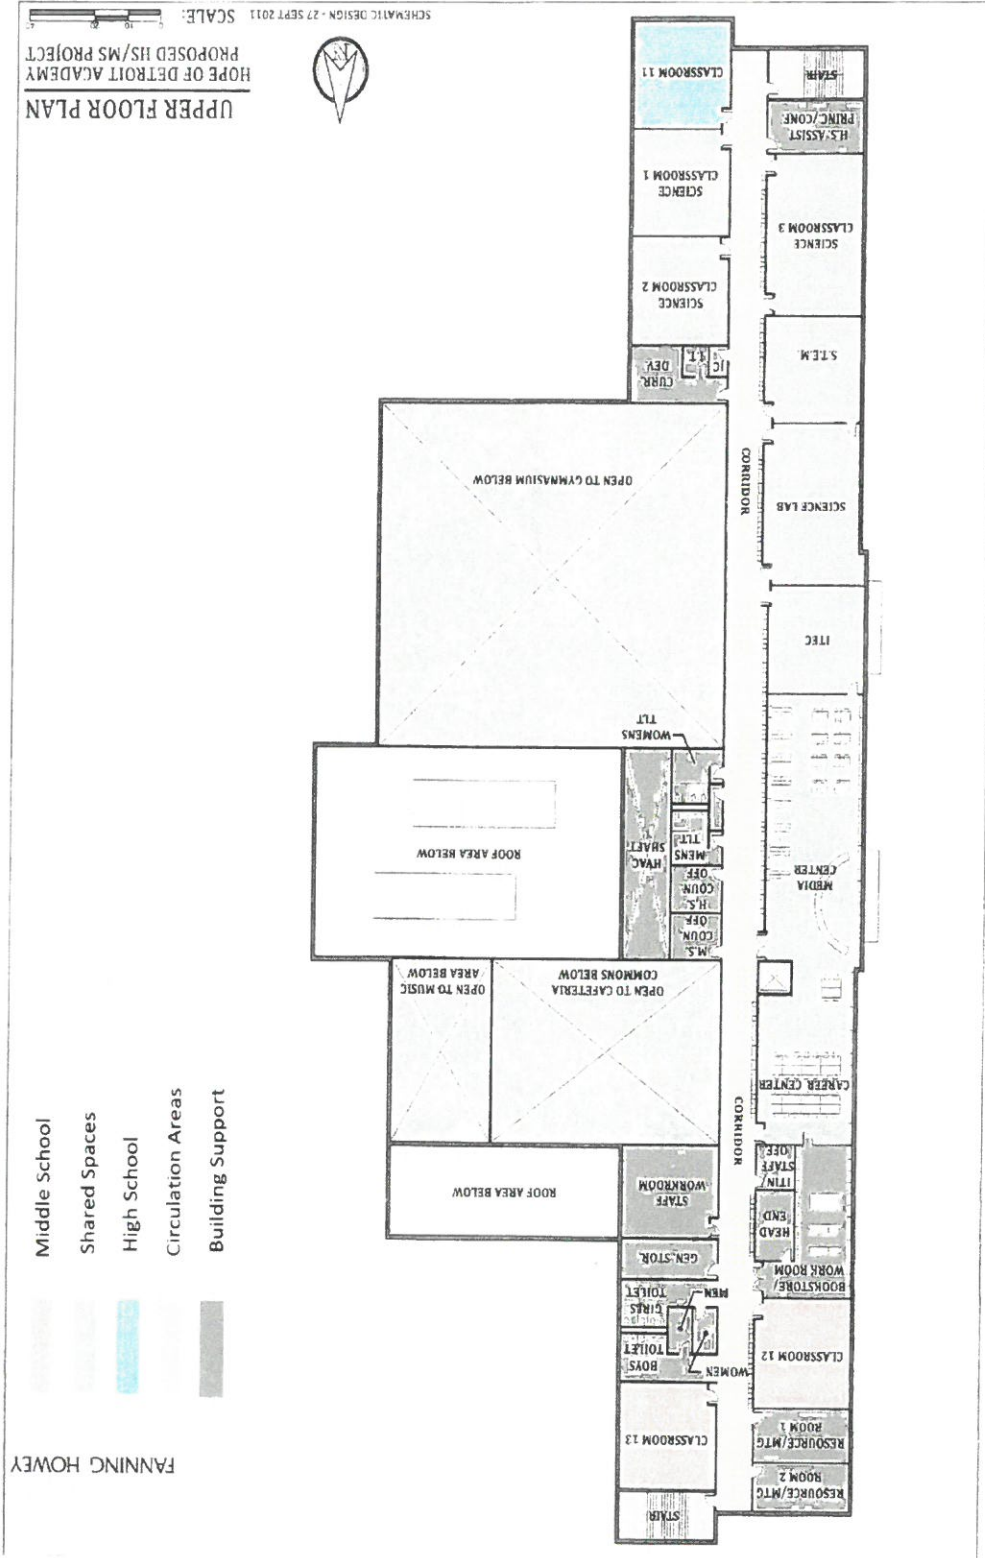 FANNING HOWEY
Middle School
Shared Spaces
High School
Circulation Areas
Building Support
STAIR
RESOURCE/MTG
ROOM 2
RESOURCE/MTG
ROOM 1
CLASSROOM 13
CLASSROOM 12
WOMEN
BOYS
TOILET
GIRLS
TOILET
MEN
BOOKSTORE/
WORK ROOM
GEN. STOR.
HEAD
END
ITIN
STAFF
OFF
STAFF
WORKROOM
ROOF AREA BELOW
CORRIDOR
CAREER CENTER
OPEN TO CAFETERIA
COMMONS BELOW
OPEN TO MUSIC
AREA BELOW
M.S.
COUN.
OFF
H.S.
COUN
OFF
MENS
TLT
HVAC
SHAFT
ROOF AREA BELOW
MEDIA
CENTER
WOMENS
TLT
ITEC
SCIENCE LAB
CORRIDOR
OPEN TO GYMNASIUM BELOW
S.T.E.M.
JC
I.T.
CURR.
DEV.
SCIENCE
CLASSROOM 2
SCIENCE
CLASSROOM 3
SCIENCE
CLASSROOM 1
H.S. ASSIST
PRINC/CONF
CLASSROOM 11
STAIR
N
UPPER FLOOR PLAN
HOPE OF DETROIT ACADEMY
PROPOSED HS/MS PROJECT
SCHEMATIC DESIGN - 27 SEPT 2011 SCALE: